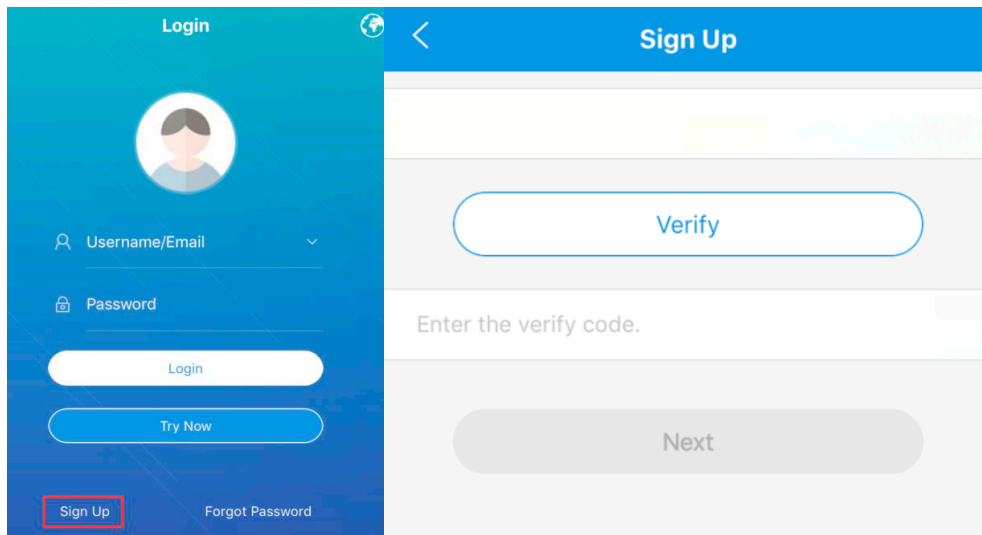 Login
Username/Email
Password
Login
Try Now
Sign Up
Forgot Password
Sign Up
Verify
Enter the verify code.
Next